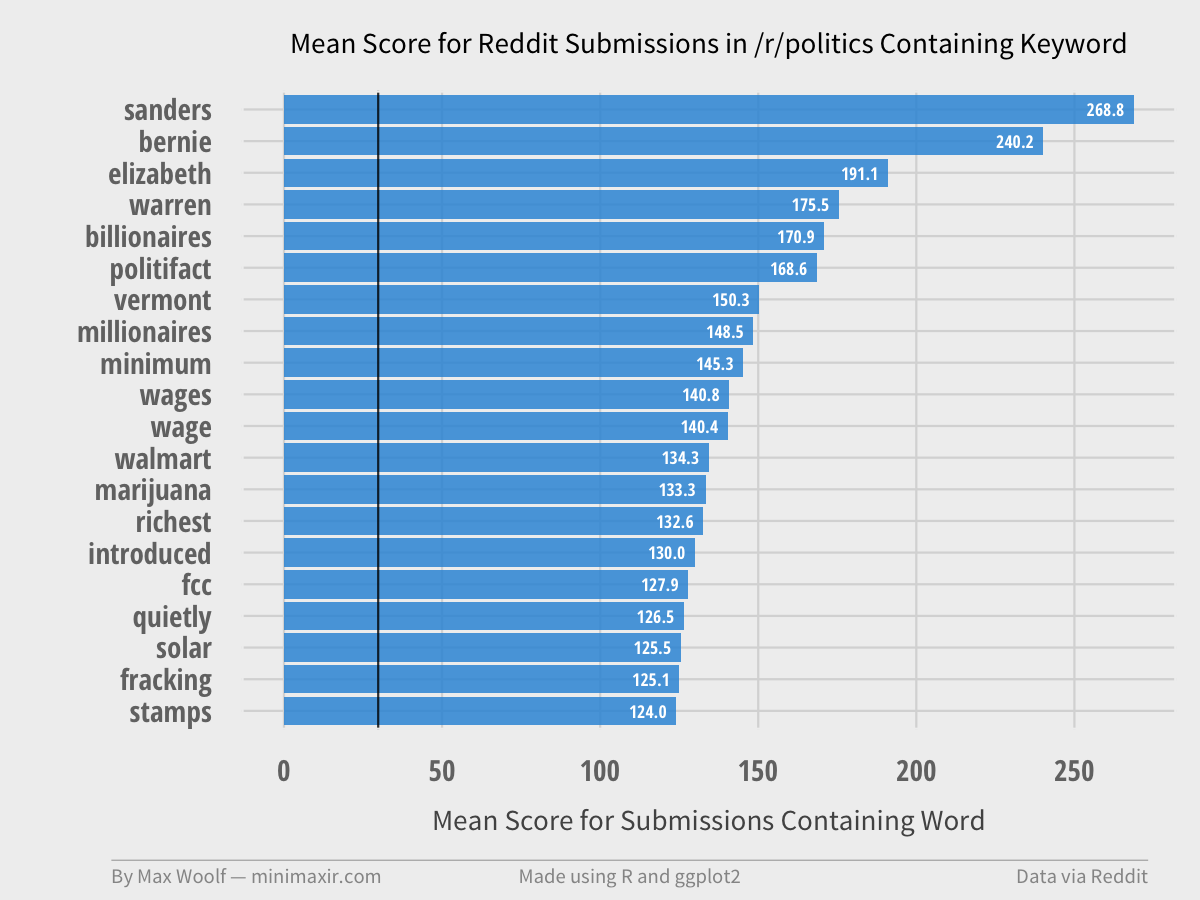 Mean Score for Reddit Submissions in /r/politics Containing Keyword
sanders 268.8
bernie 240.2
elizabeth 191.1
warren 175.5
billionaires 170.9
politifact 168.6
vermont 150.3
millionaires 148.5
minimum 145.3
wages 140.8
wage 140.4
walmart 134.3
marijuana 133.3
richest 132.6
introduced 130.0
fcc 127.9
quietly 126.5
solar 125.5
fracking 125.1
stamps 124.0
0 50 100 150 200 250
Mean Score for Submissions Containing Word
By Max Woolf — minimaxir.com Made using R and ggplot2 Data via Reddit